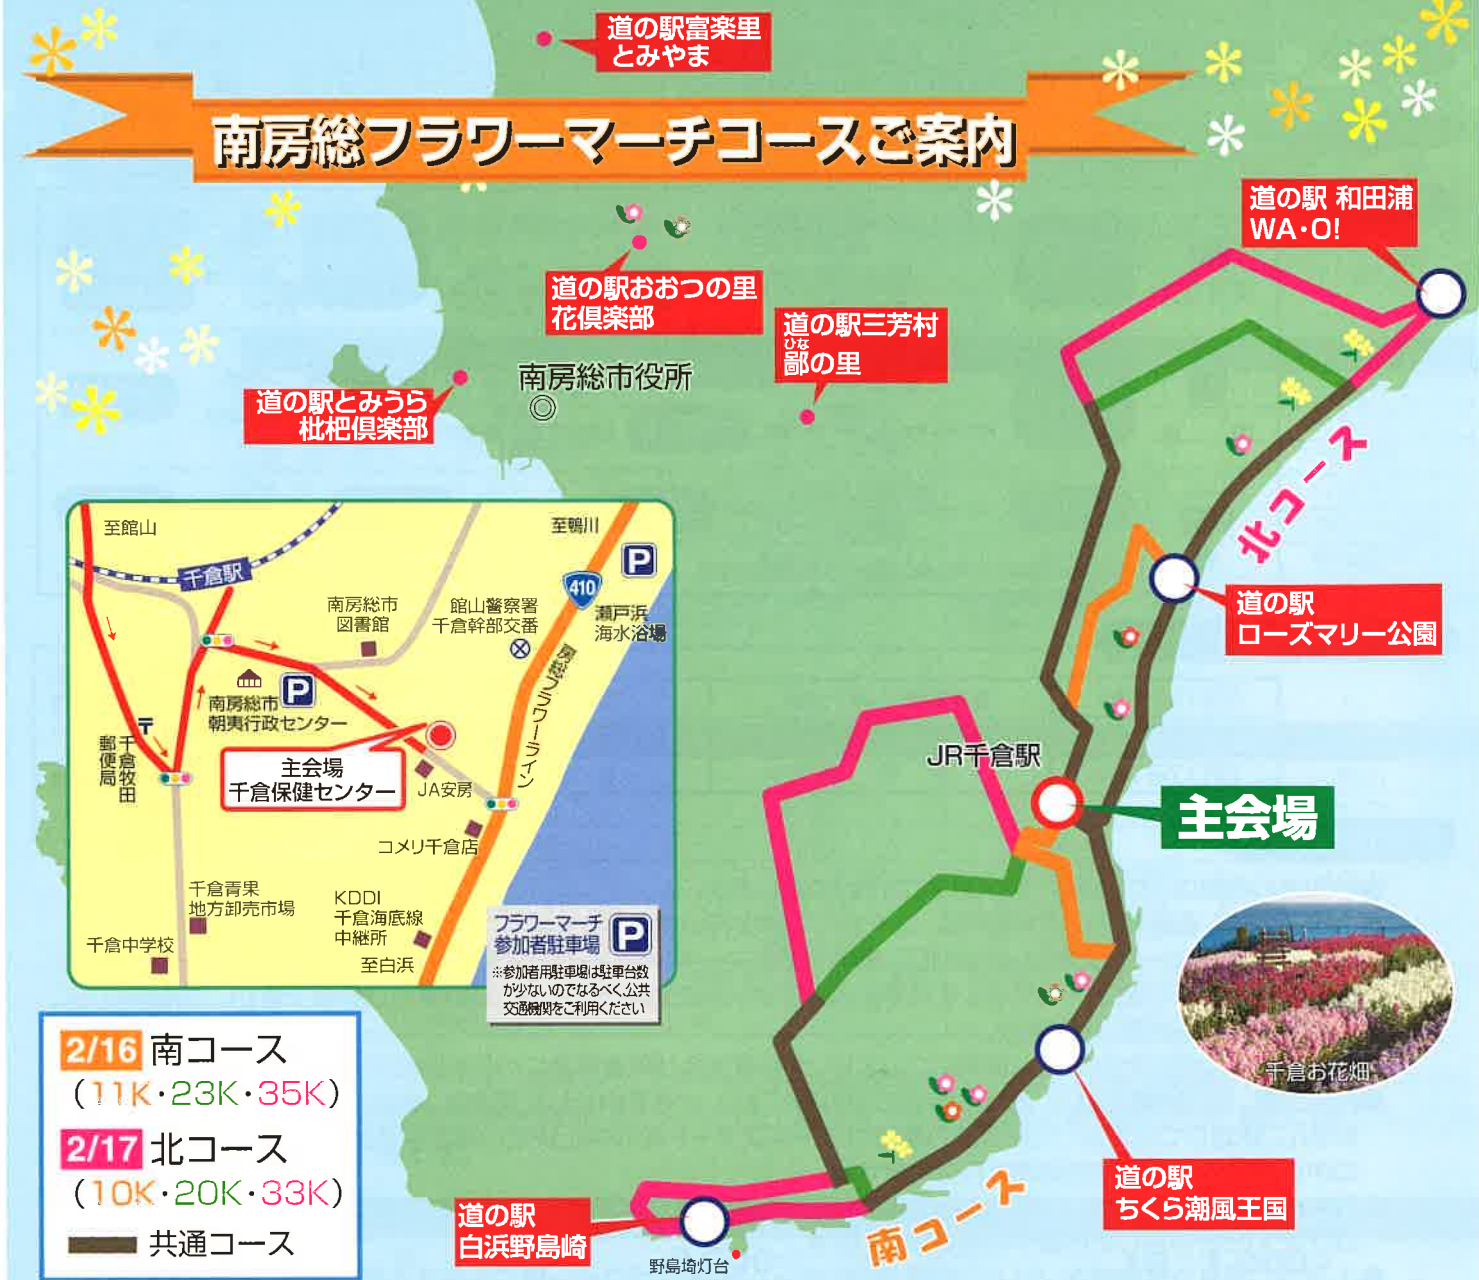 道の駅富楽里
とみやま
南房総フラワーマーチコースご案内
道の駅 和田浦
WA・O!
道の駅おおつの里
花倶楽部
道の駅三芳村
ひな
鄙の里
南房総市役所
道の駅とみうら
枇杷倶楽部
北コース
道の駅
ローズマリー公園
JR千倉駅
主会場
千倉お花畑
道の駅
ちくら潮風王国
南コース
道の駅
白浜野島崎
野島埼灯台
至館山
至鴨川
P
千倉駅
410
瀬戸浜
海水浴場
南房総市
図書館
館山警察署
千倉幹部交番
房総フラワーライン
P
南房総市
朝夷行政センター
〒
千倉牧田
郵便局
主会場
千倉保健センター
JA安房
コメリ千倉店
千倉青果
地方卸売市場
KDDI
千倉海底線
中継所
千倉中学校
至白浜
フラワーマーチ
参加者駐車場
P
※参加者用駐車場は駐車台数
が少ないのでなるべく、公共
交通機関をご利用ください
2/16 南コース
(11K・23K・35K)
2/17 北コース
(10K・20K・33K)
共通コース